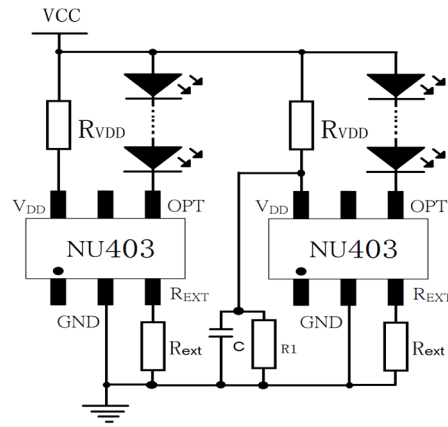 VCC
RVDD RVDD
VDD OPT VDD OPT
NU403 NU403
REXT REXT
GND GND
Rext C R1 Rext